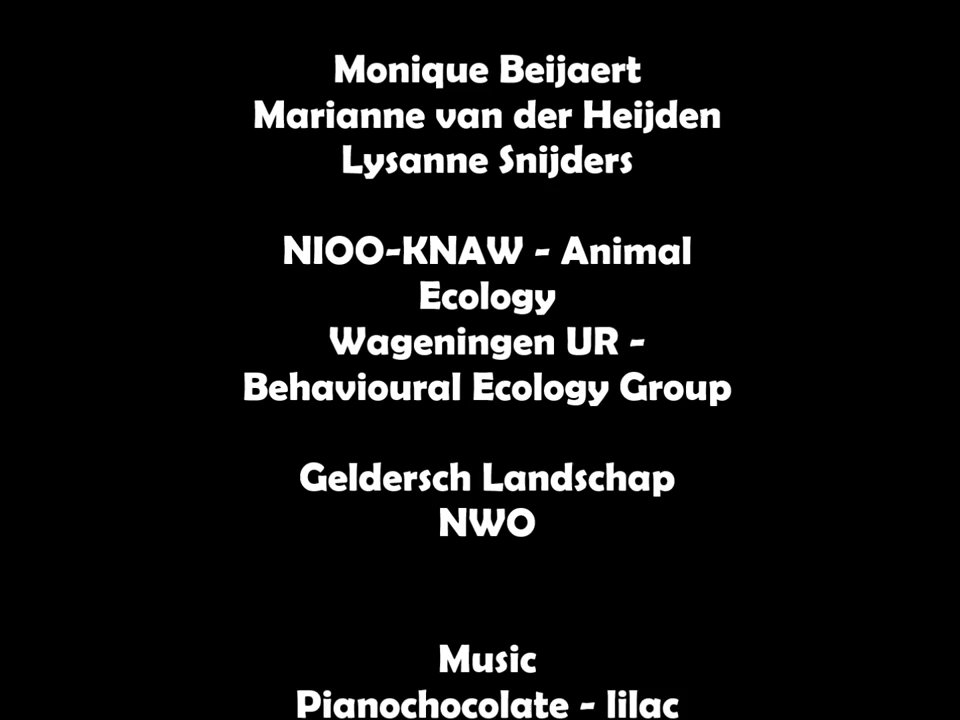 Monique Beijaert
Marianne van der Heijden
Lysanne Snijders
NIOO-KNAW - Animal
Ecology
Wageningen UR -
Behavioural Ecology Group
Geldersch Landschap
NWO
Music
Pianochocolate - lilac